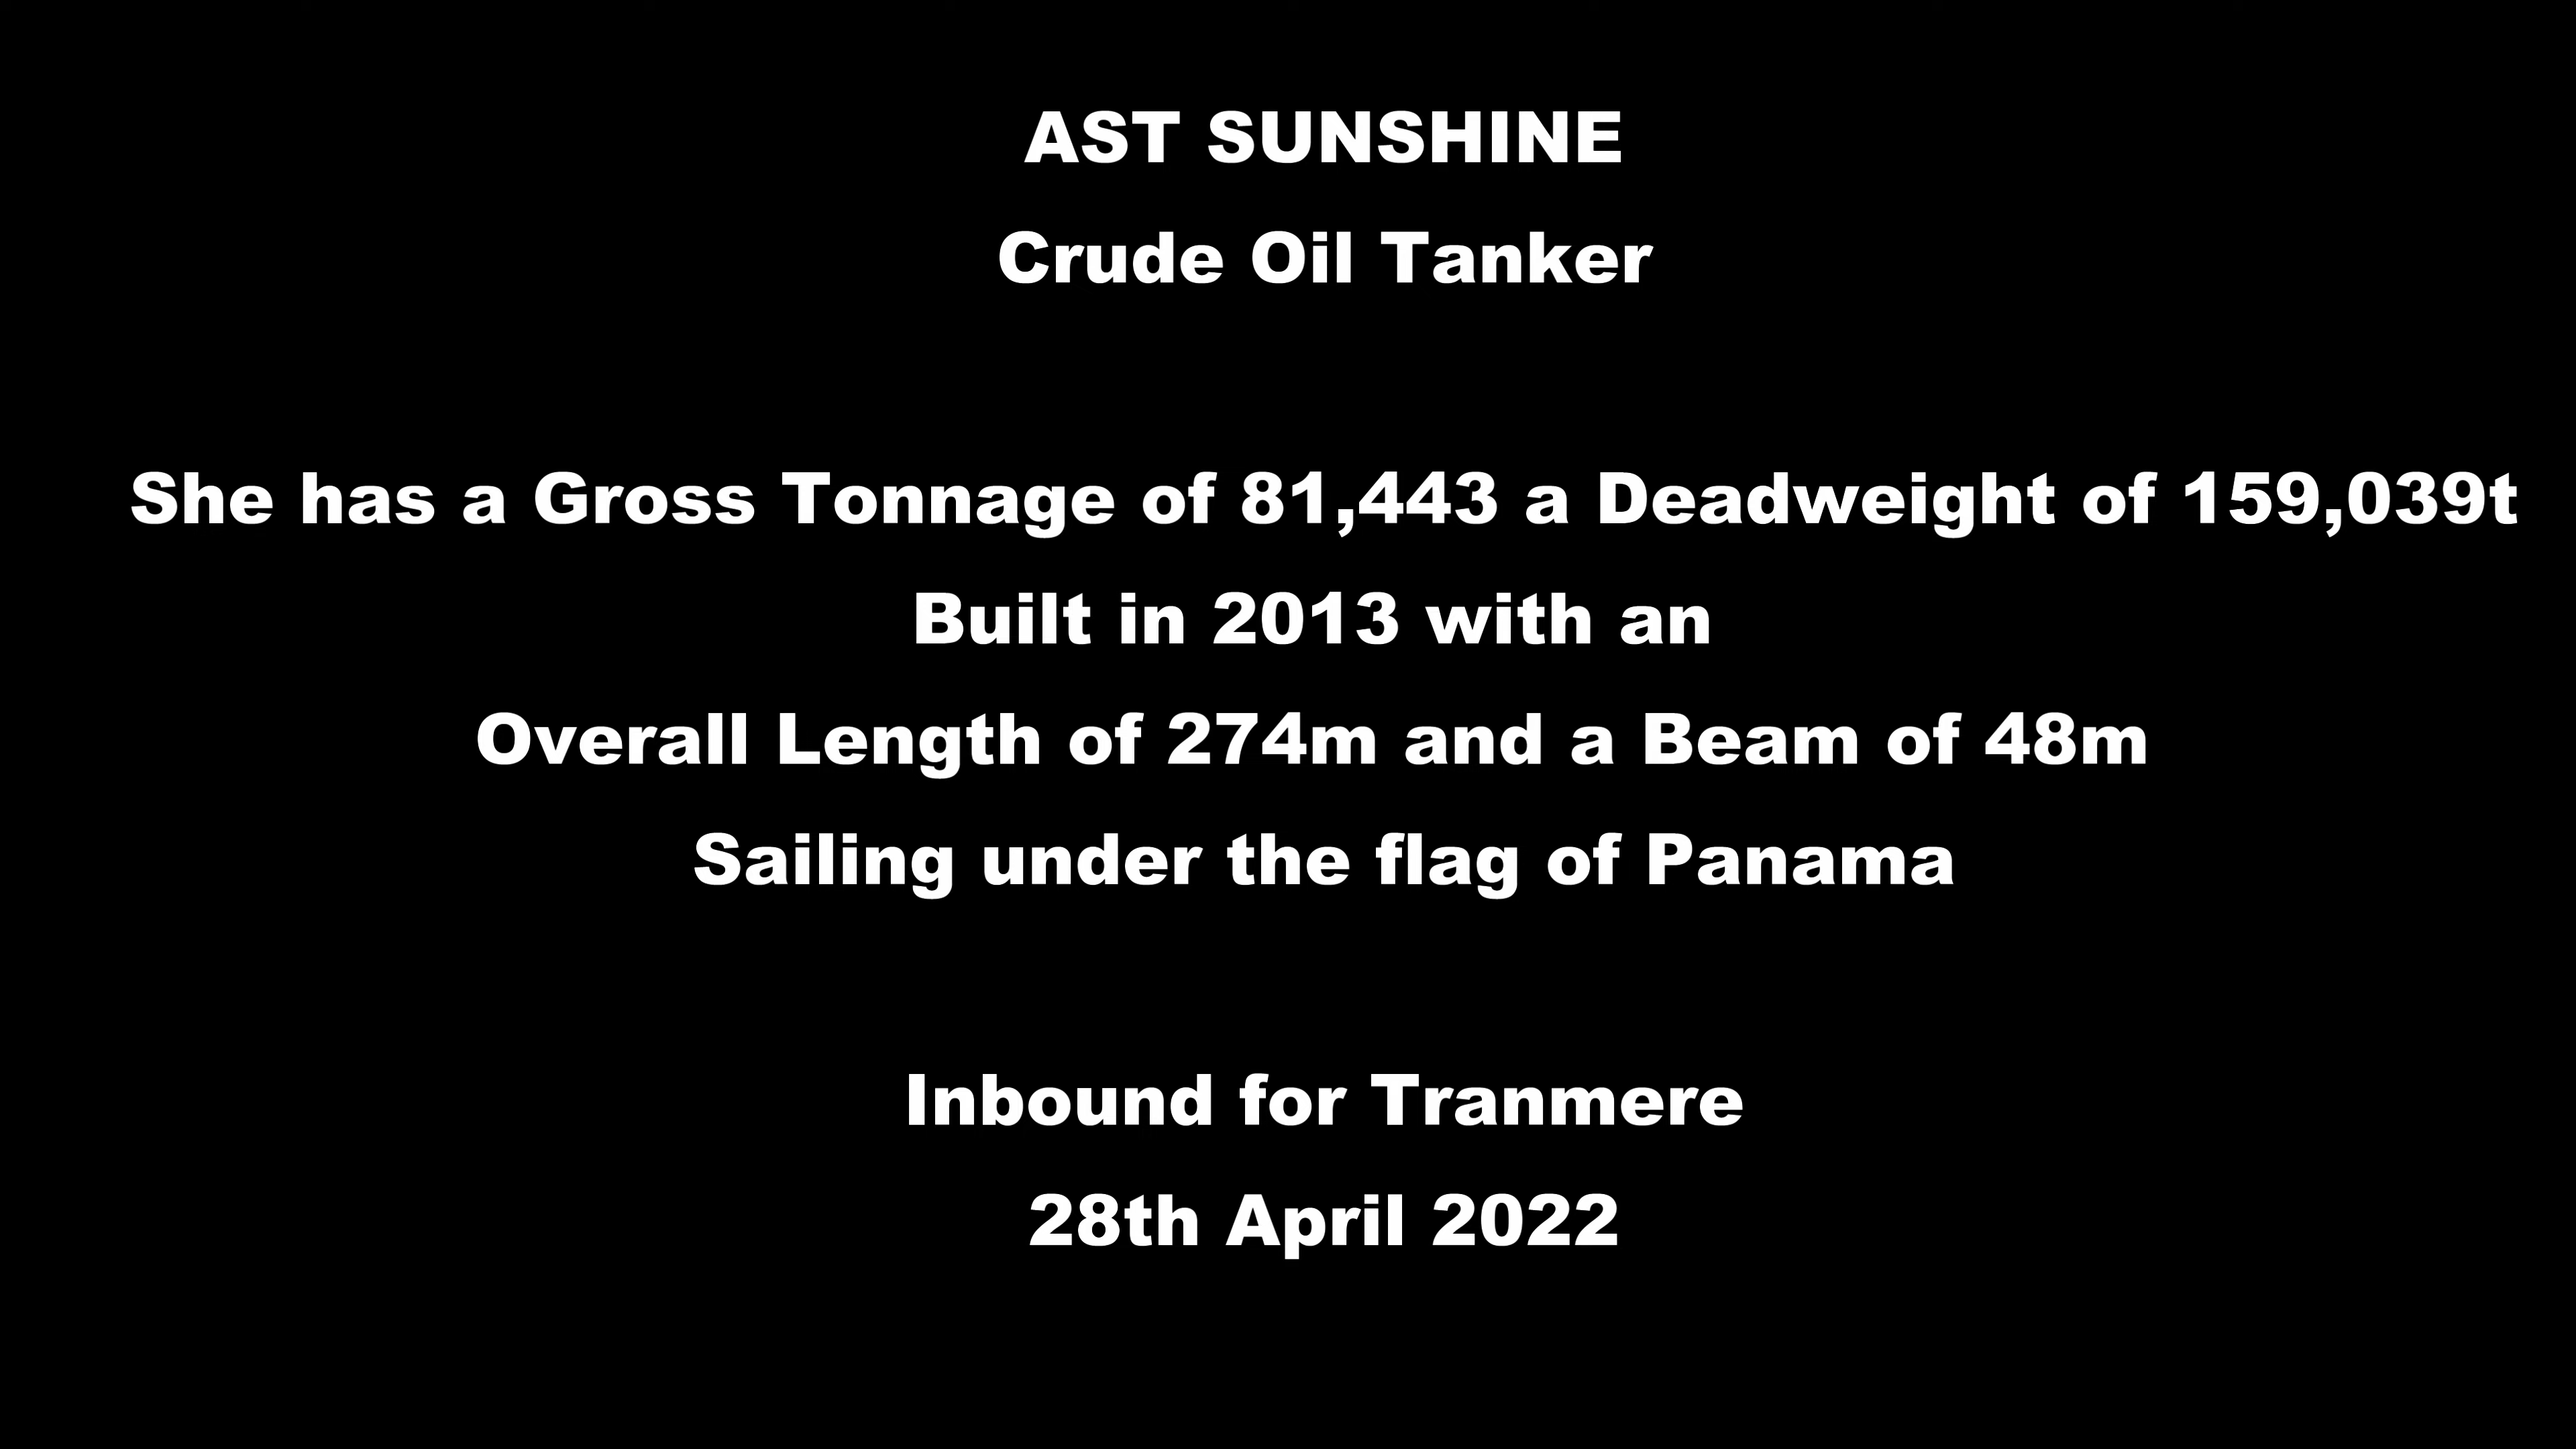 AST SUNSHINE
Crude Oil Tanker
She has a Gross Tonnage of 81,443 a Deadweight of 159,039t
Built in 2013 with an
Overall Length of 274m and a Beam of 48m
Sailing under the flag of Panama
Inbound for Tranmere
28th April 2022